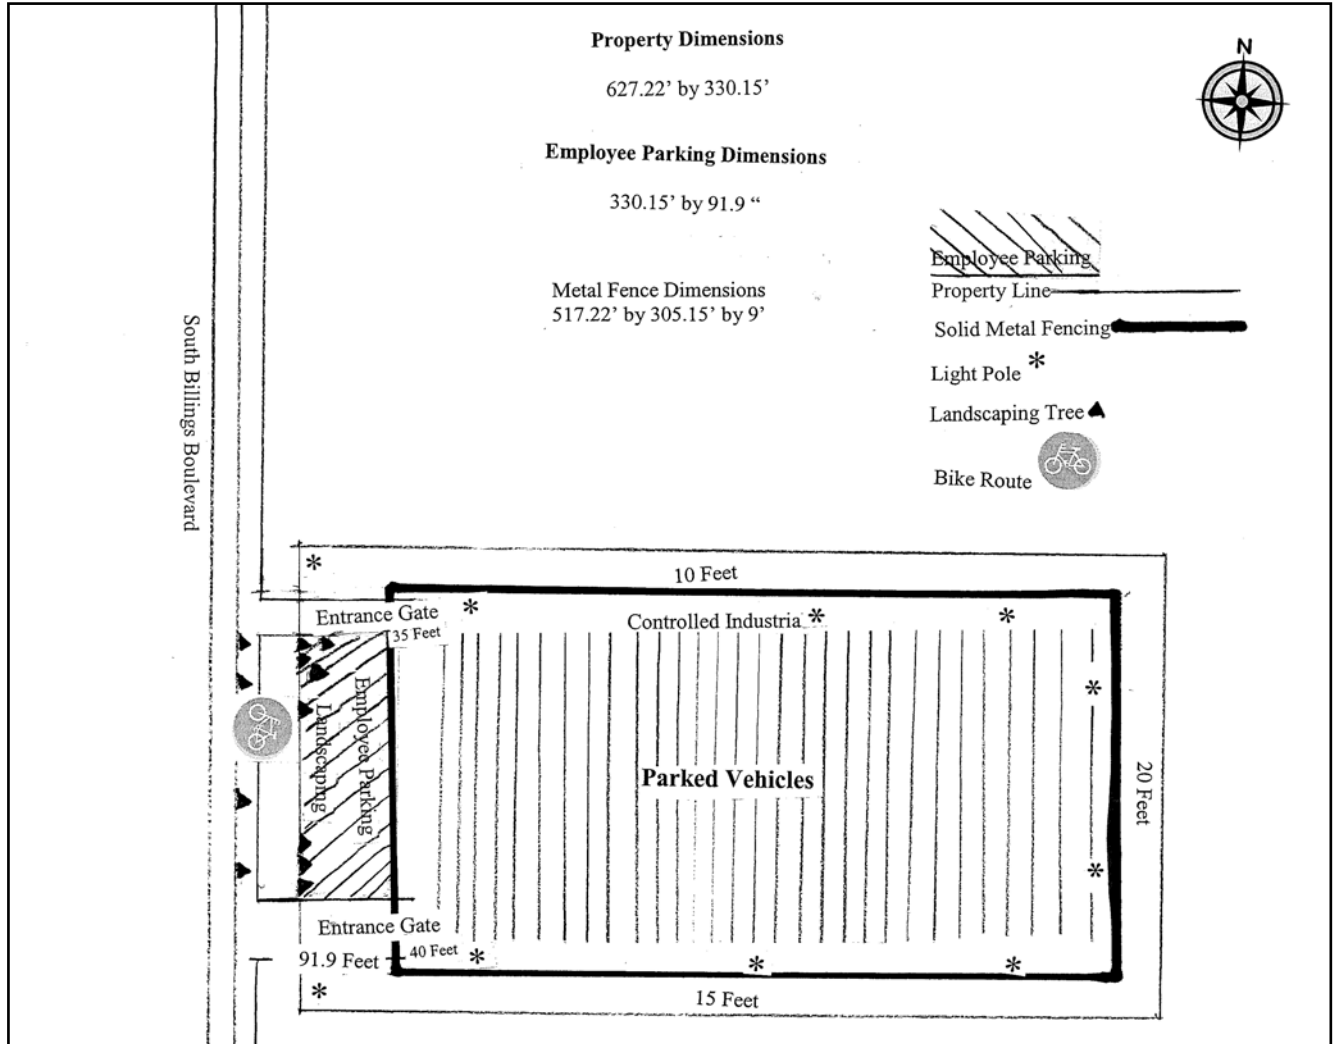 Property Dimensions
627.22’ by 330.15’
N
Employee Parking Dimensions
330.15’ by 91.9 “
Metal Fence Dimensions
517.22’ by 305.15’ by 9’
Employee Parking
Property Line
Solid Metal Fencing
Light Pole *
Landscaping Tree
Bike Route
South Billings Boulevard
10 Feet
Entrance Gate
35 Feet
Controlled Industria
Employee Parking
Landscaping
Parked Vehicles
20 Feet
Entrance Gate
40 Feet
91.9 Feet
15 Feet